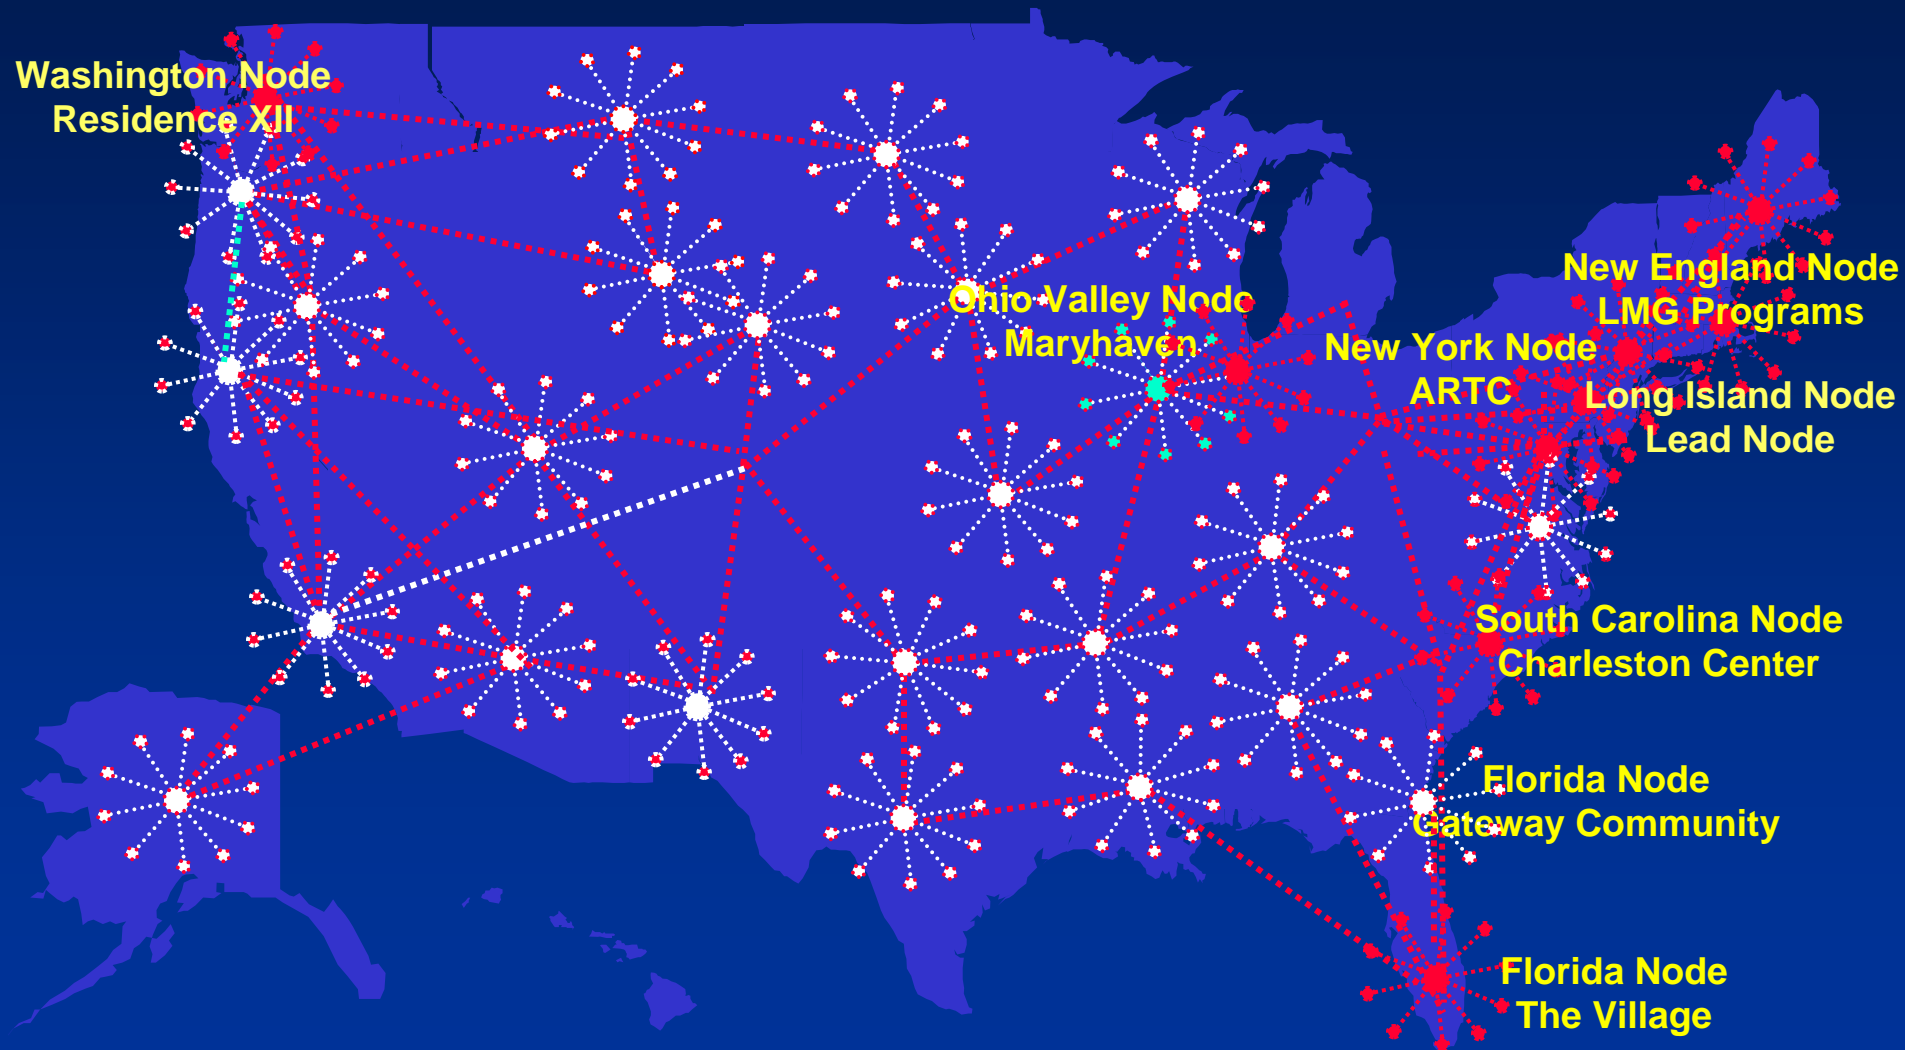 Washington Node
Residence XII
New England Node
LMG Programs
Ohio Valley Node
Maryhaven
New York Node
ARTC
Long Island Node
Lead Node
South Carolina Node
Charleston Center
Florida Node
Gateway Community
Florida Node
The Village